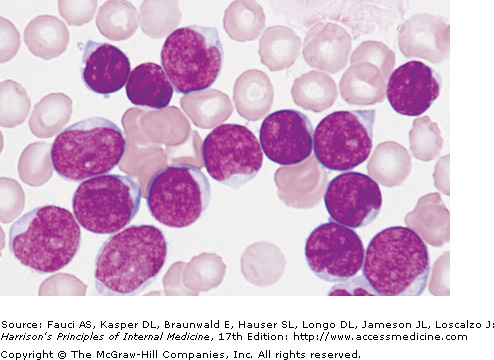 Source: Fauci AS, Kasper DL, Braunwald E, Hauser SL, Longo DL, Jameson JL, Loscalzo J:
Harrison's Principles of Internal Medicine, 17th Edition: http://www.accessmedicine.com
Copyright © The McGraw-Hill Companies, Inc. All rights reserved.